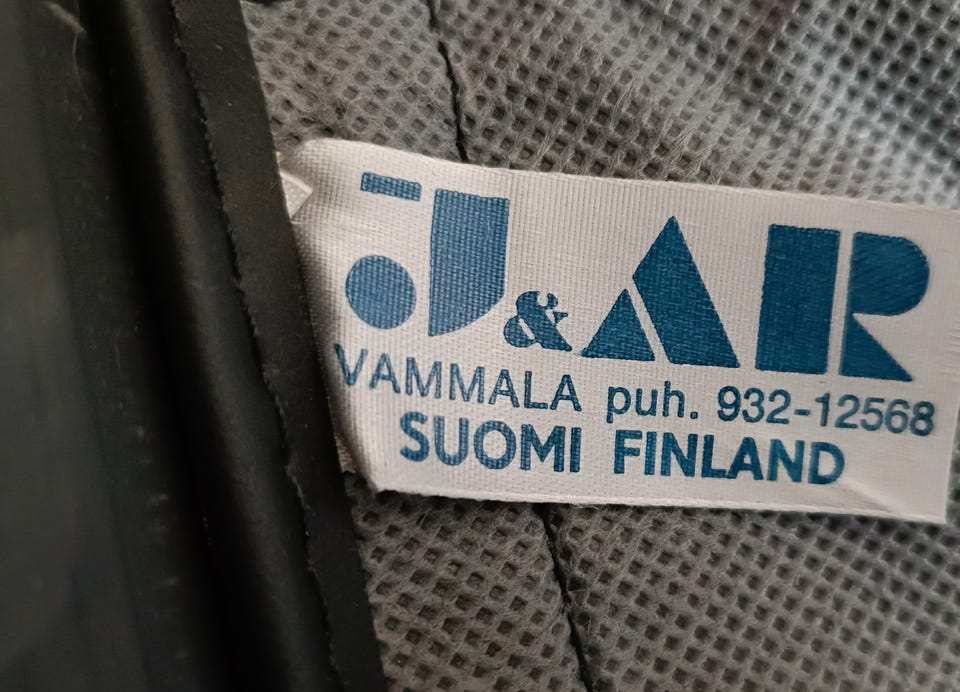 J&AR
VAMMALA puh. 932-12568
SUOMI FINLAND